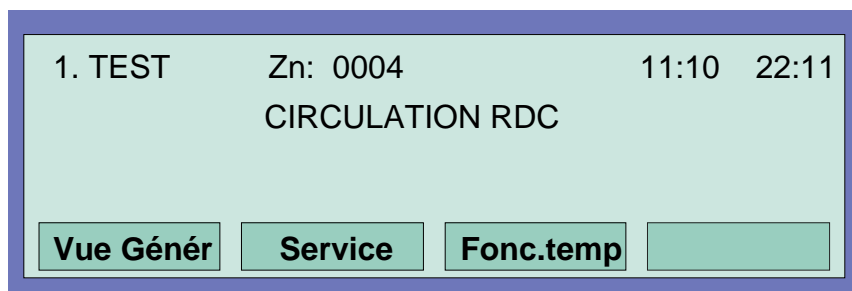 1. TEST Zn: 0004 11:10 22:11
CIRCULATION RDC
Vue Génér Service Fonc.temp